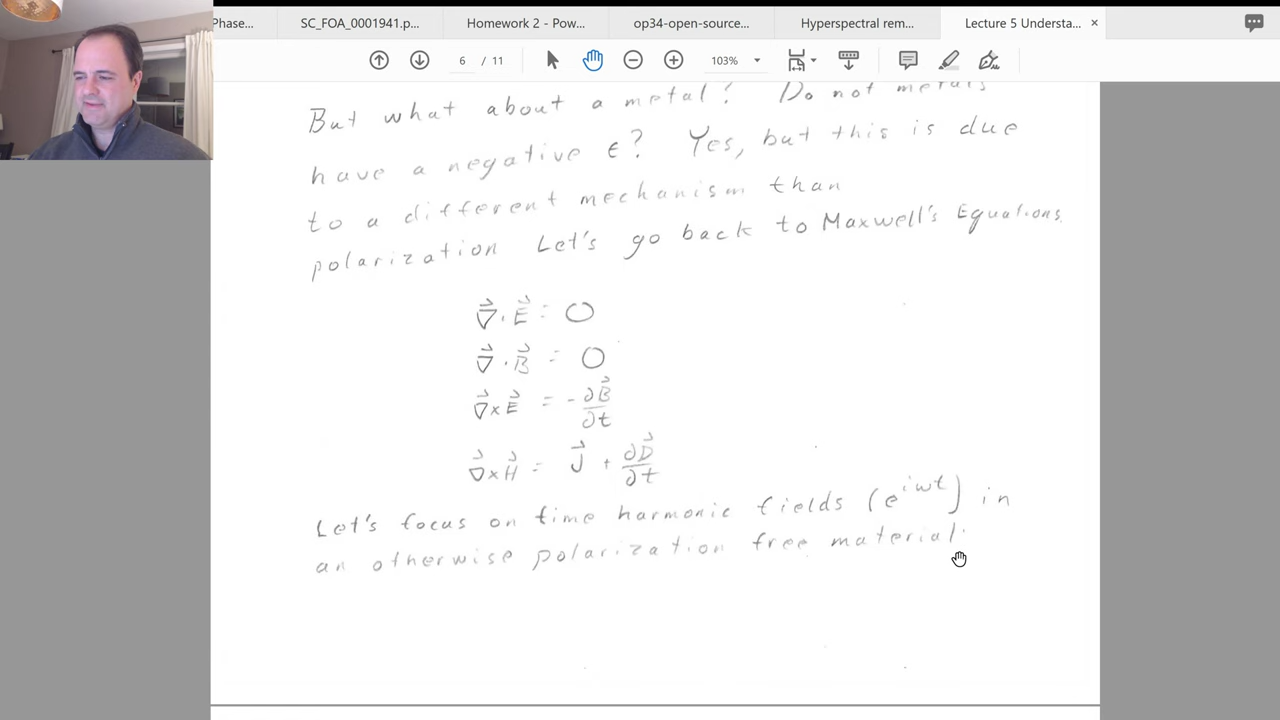 Phase...
SC_FOA_0001941.p...
Homework 2 - Pow...
op34-open-source...
Hyperspectral rem...
Lecture 5 Understa...
6 / 11
103%
But what about a metal? Do not metals
have a negative ϵ? Yes, but this is due
to a different mechanism than
polarization Let's go back to Maxwell's Equations.
∇⃗ · E⃗ = 0
∇⃗ · B⃗ = 0
∇⃗ × E⃗ = - ∂B⃗/∂t
∇⃗ × H⃗ = J⃗ + ∂D⃗/∂t
Let's focus on time harmonic fields (e^{iwt}) in
an otherwise polarization free material.